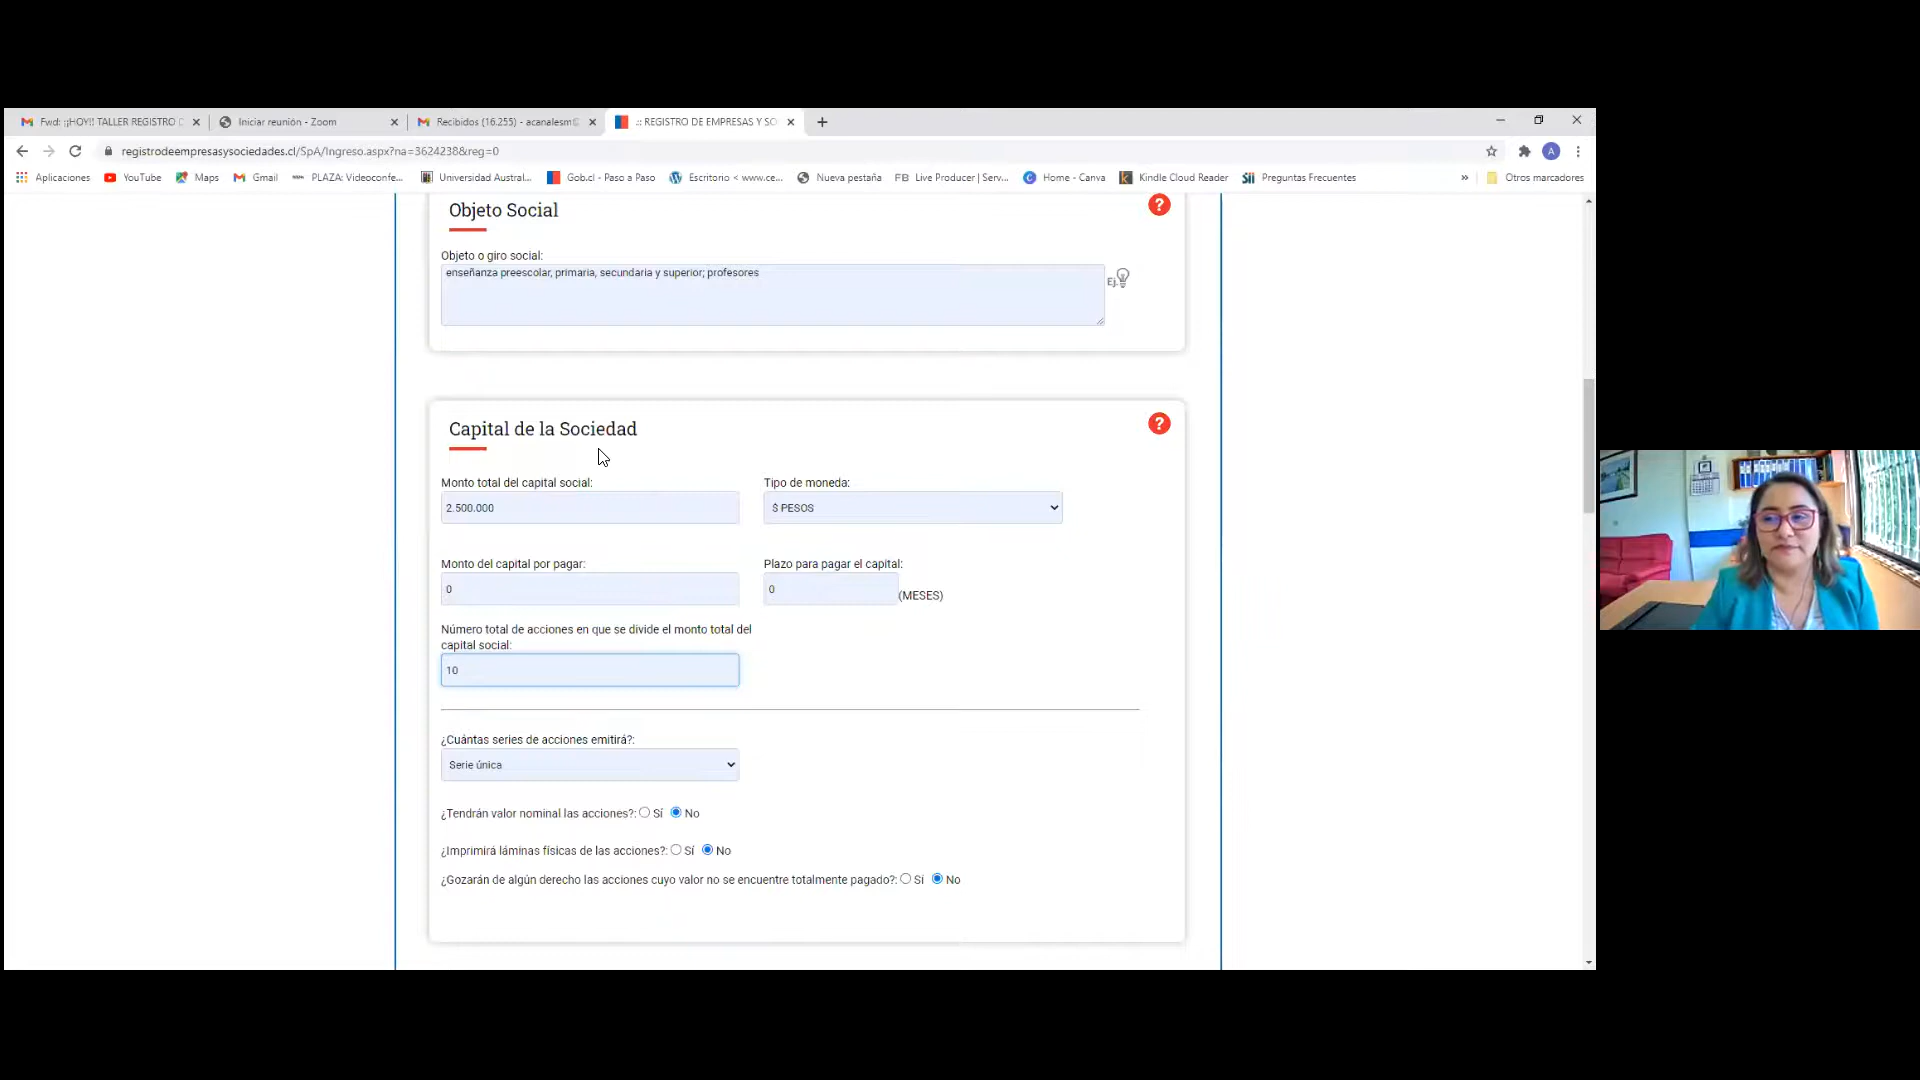 Fwd: ¡¡HOY!! TALLER REGISTRO
Iniciar reunión - Zoom
Recibidos (16.255) - acanalesm
.:: REGISTRO DE EMPRESAS Y SO
registrodeempresasysociedades.cl/SpA/Ingreso.aspx?na=3624238&reg=0
A
Aplicaciones
YouTube
Maps
Gmail
PLAZA: Videoconfe...
Universidad Austral...
Gob.cl - Paso a Paso
Escritorio < www.ce...
Nueva pestaña
FB Live Producer | Serv...
Home - Canva
Kindle Cloud Reader
Sii Preguntas Frecuentes
»
Otros marcadores
Objeto Social
?
Objeto o giro social:
enseñanza preescolar, primaria, secundaria y superior; profesores
Ej.
Capital de la Sociedad
?
Monto total del capital social:
Tipo de moneda:
2.500.000
$ PESOS
Monto del capital por pagar:
Plazo para pagar el capital:
0
0
(MESES)
Número total de acciones en que se divide el monto total del
capital social:
10
¿Cuántas series de acciones emitirá?:
Serie única
¿Tendrán valor nominal las acciones?: Sí No
¿Imprimirá láminas físicas de las acciones?: Sí No
¿Gozarán de algún derecho las acciones cuyo valor no se encuentre totalmente pagado?: Sí No